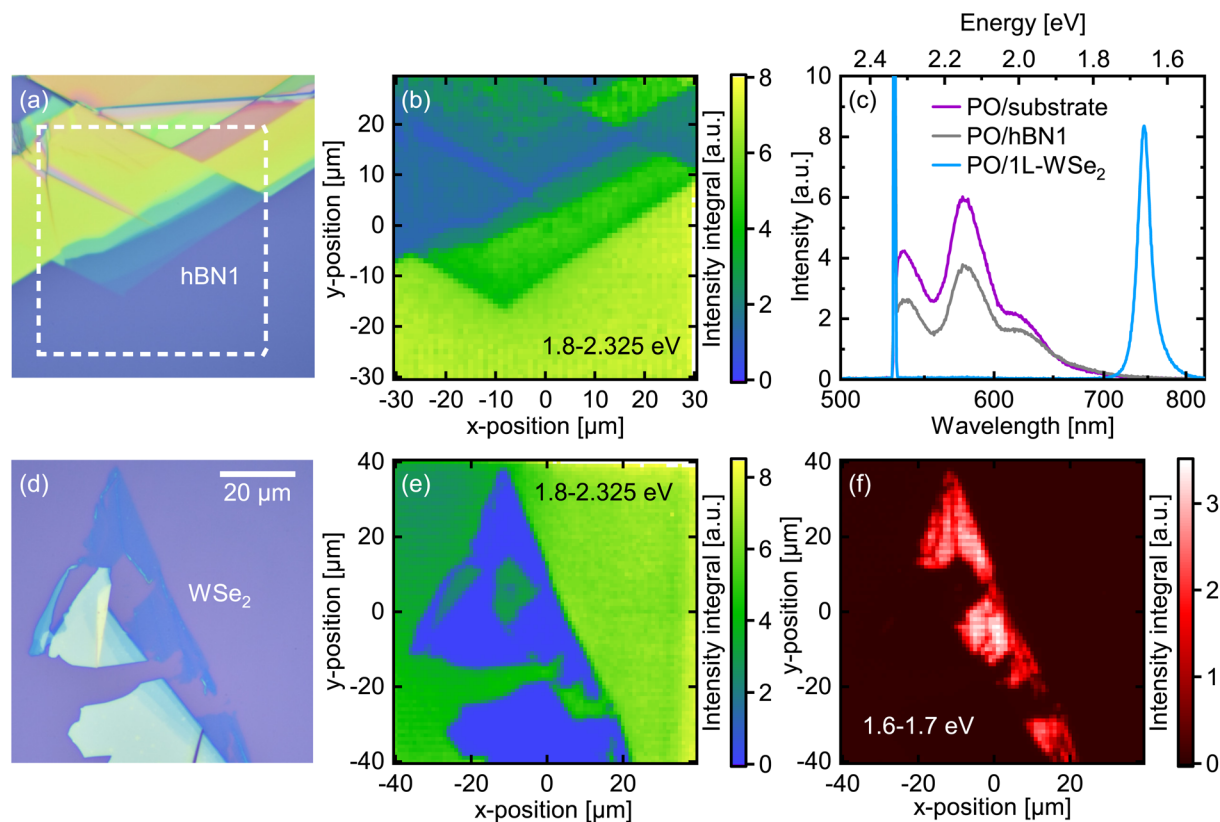 (a)
hBN1
(b)
y-position [µm]
20
10
0
-10
-20
-30
-30 -20 -10 0 10 20 30
x-position [µm]
1.8-2.325 eV
Intensity integral [a.u.]
8
6
4
2
0
Energy [eV]
2.4 2.2 2.0 1.8 1.6
(c)
PO/substrate
PO/hBN1
PO/1L-WSe₂
Intensity [a.u.]
10
8
6
4
2
0
500 600 700 800
Wavelength [nm]
(d)
20 µm
WSe₂
(e)
1.8-2.325 eV
y-position [µm]
40
20
0
-20
-40
-40 -20 0 20
x-position [µm]
Intensity integral [a.u.]
8
6
4
2
0
(f)
1.6-1.7 eV
y-position [µm]
40
20
0
-20
-40
-40 -20 0 20
x-position [µm]
Intensity integral [a.u.]
3
2
1
0